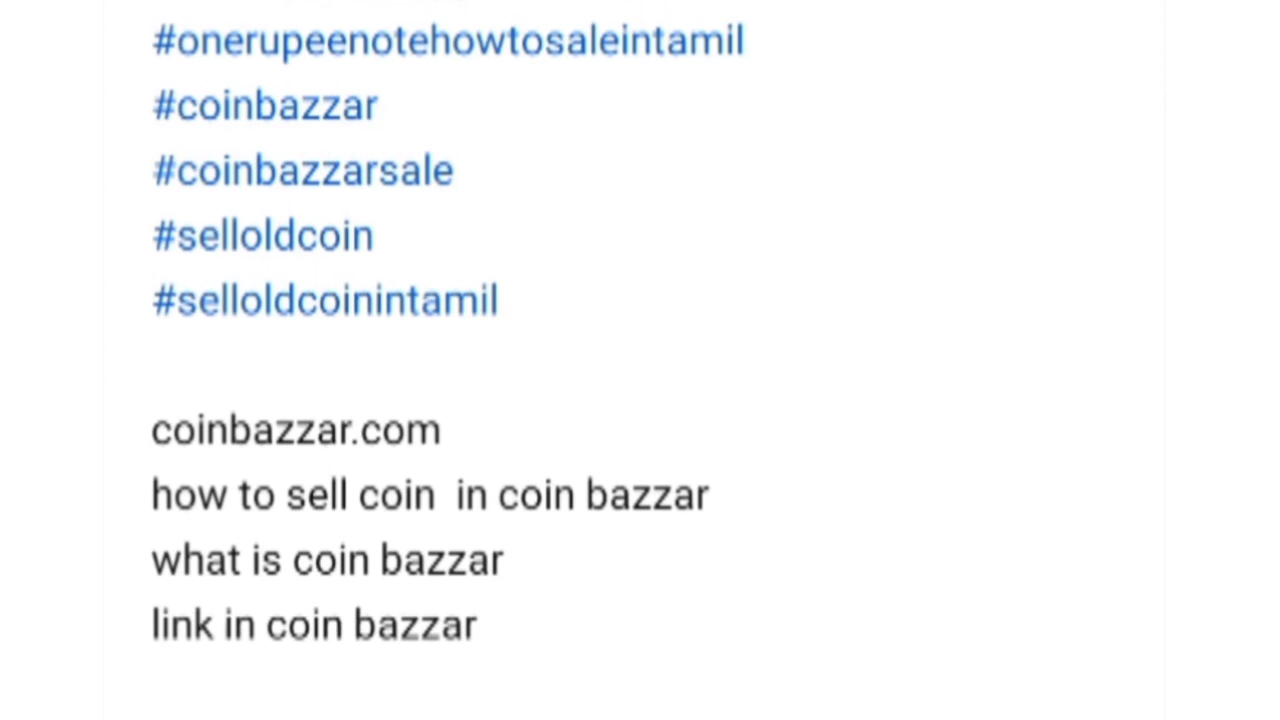 #onerupeenotehowtosaleintamil
#coinbazzar
#coinbazzarsale
#selloldcoin
#selloldcoinintamil
coinbazzar.com
how to sell coin  in coin bazzar
what is coin bazzar
link in coin bazzar